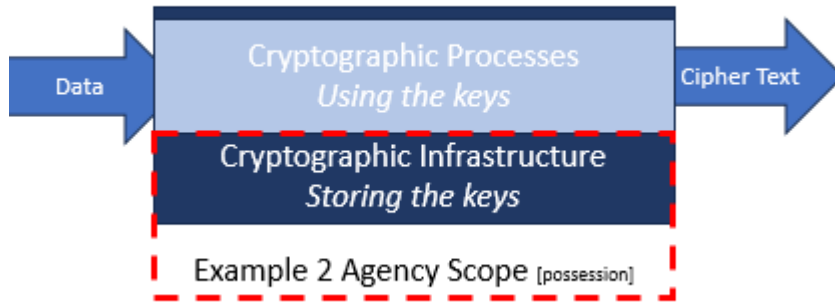 Cryptographic Processes
Using the keys
Data
Cipher Text
Cryptographic Infrastructure
Storing the keys
Example 2 Agency Scope [possession]